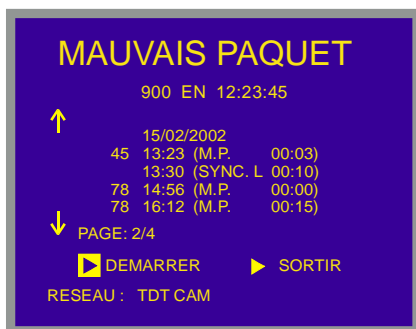 MAUVAIS PAQUET
900 EN 12:23:45
15/02/2002
45 13:23 (M.P. 00:03)
13:30 (SYNC. L 00:10)
78 14:56 (M.P. 00:00)
78 16:12 (M.P. 00:15)
PAGE: 2/4
DEMARRER SORTIR
RESEAU : TDT CAM